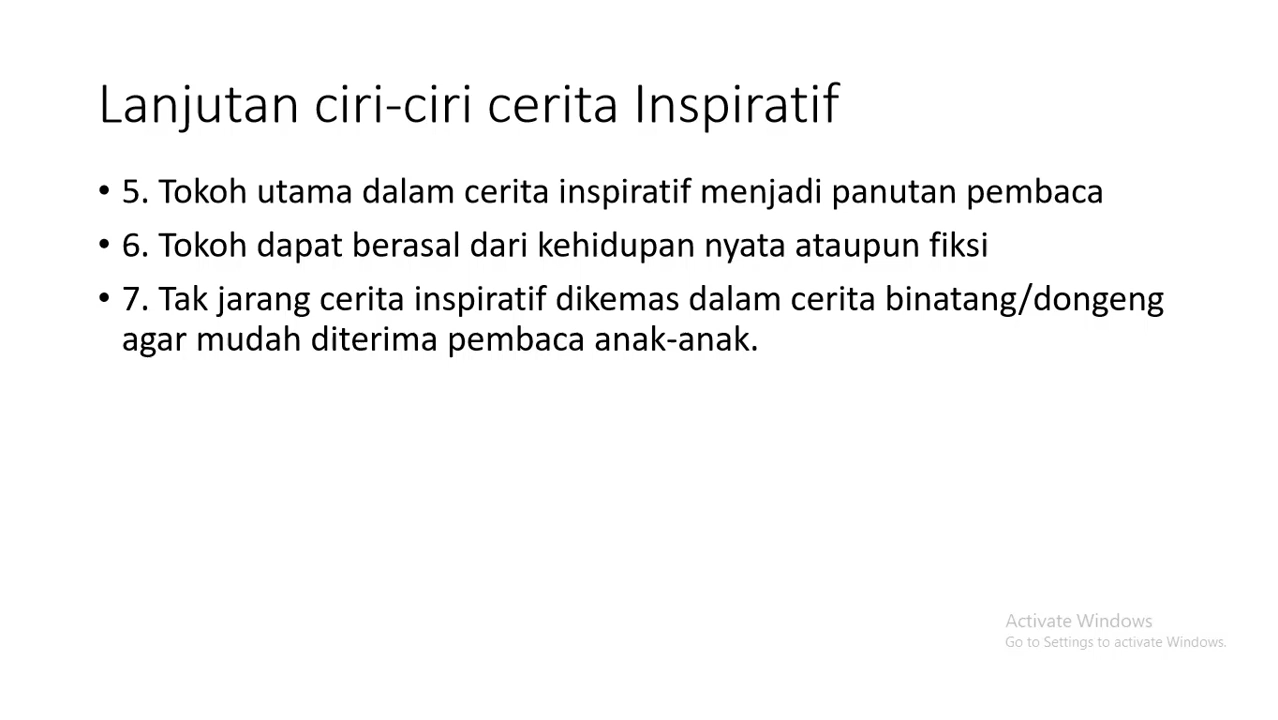 Lanjutan ciri-ciri cerita Inspiratif
• 5. Tokoh utama dalam cerita inspiratif menjadi panutan pembaca
• 6. Tokoh dapat berasal dari kehidupan nyata ataupun fiksi
• 7. Tak jarang cerita inspiratif dikemas dalam cerita binatang/dongeng
agar mudah diterima pembaca anak-anak.
Activate Windows
Go to Settings to activate Windows.